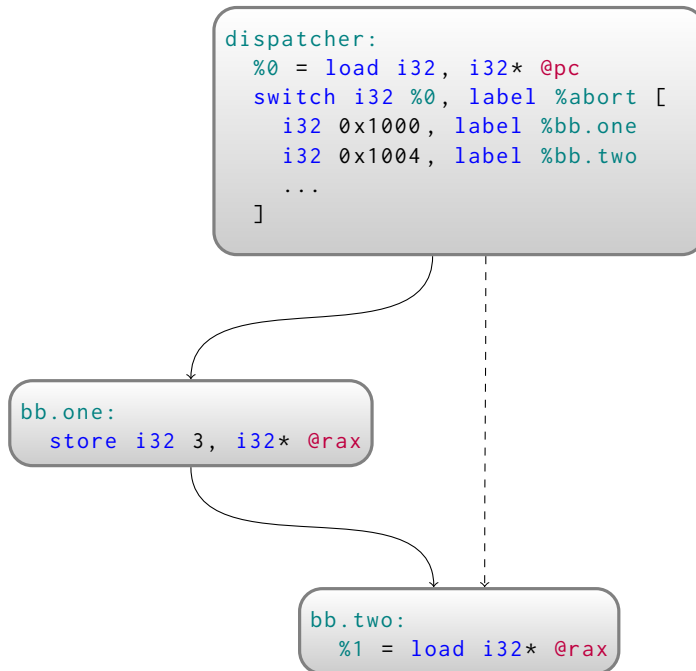 dispatcher:
  %0 = load i32, i32* @pc
  switch i32 %0, label %abort [
    i32 0x1000, label %bb.one
    i32 0x1004, label %bb.two
    ...
  ]
bb.one:
  store i32 3, i32* @rax
bb.two:
  %1 = load i32* @rax